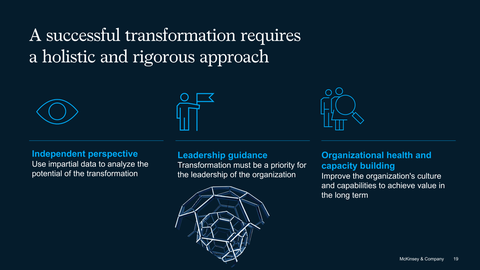 A successful transformation requires
a holistic and rigorous approach
Independent perspective
Use impartial data to analyze the
potential of the transformation
Leadership guidance
Transformation must be a priority for
the leadership of the organization
Organizational health and
capacity building
Improve the organization's culture
and capabilities to achieve value in
the long term
McKinsey & Company 19